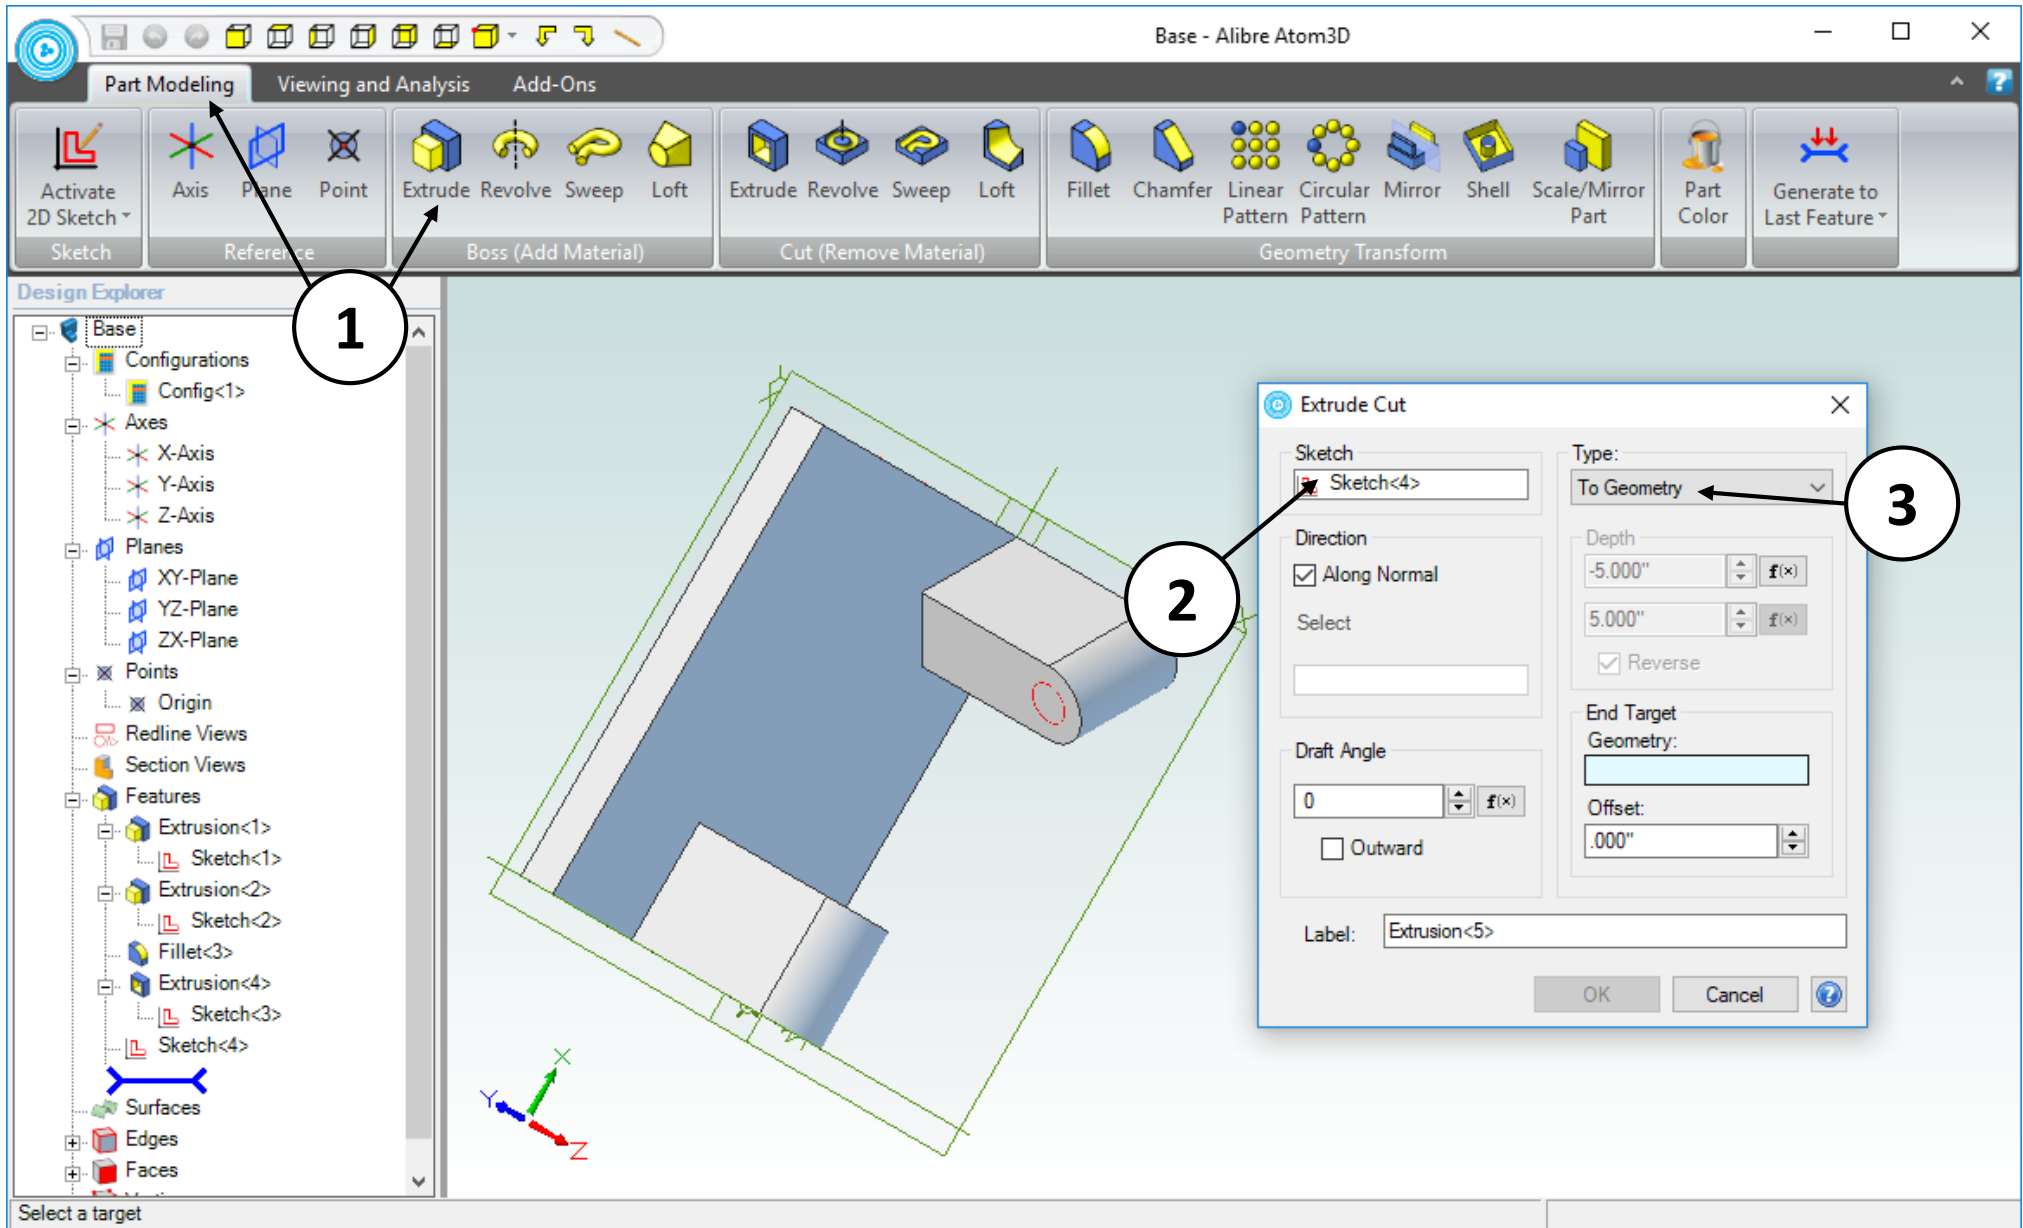 Base - Alibre Atom3D
Part Modeling Viewing and Analysis Add-Ons
Activate 2D Sketch
Axis Plane Point
Extrude Revolve Sweep Loft
Extrude Revolve Sweep Loft
Fillet Chamfer Linear Pattern Circular Pattern Mirror Shell Scale/Mirror Part
Part Color
Generate to Last Feature
Sketch Reference Boss (Add Material) Cut (Remove Material) Geometry Transform
Design Explorer
1
Base
Configurations
Config<1>
Axes
X-Axis
Y-Axis
Z-Axis
Planes
XY-Plane
YZ-Plane
ZX-Plane
Points
Origin
Redline Views
Section Views
Features
Extrusion<1>
Sketch<1>
Extrusion<2>
Sketch<2>
Fillet<3>
Extrusion<4>
Sketch<3>
Sketch<4>
Surfaces
Edges
Faces
X
Y
Z
2
3
Extrude Cut
Sketch
Sketch<4>
Direction
Along Normal
Select
Draft Angle
0
f(x)
Outward
Type:
To Geometry
Depth
-5.000"
f(x)
5.000"
f(x)
Reverse
End Target
Geometry:
Offset:
.000"
Label: Extrusion<5>
OK Cancel ?
Select a target